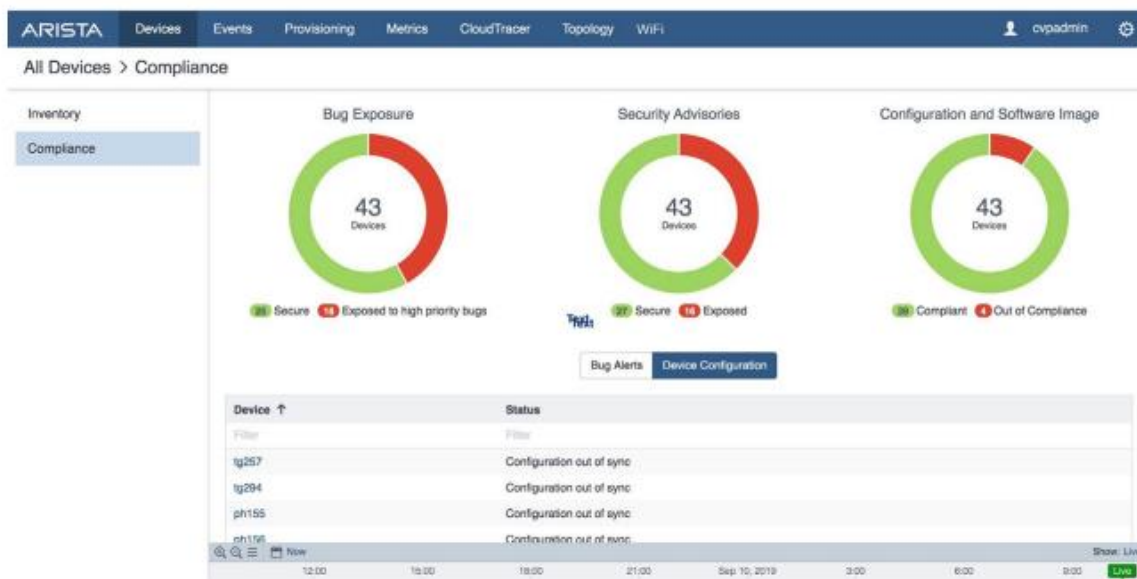 ARISTA Devices Events Provisioning Metrics CloudTracer Topology WiFi cvpadmin
All Devices > Compliance
Inventory
Compliance
Bug Exposure
43
Devices
Secure Exposed to high priority bugs
Security Advisories
43
Devices
27 Secure 16 Exposed
Configuration and Software Image
43
Devices
39 Compliant 4 Out of Compliance
Bug Alerts Device Configuration
Device ↑ Status
Filter Filter
tg257 Configuration out of sync
tg294 Configuration out of sync
ph155 Configuration out of sync
ph156 Configuration out of sync
Now Show: Live
12:00 15:00 18:00 21:00 Sep 10, 2019 3:00 6:00 9:00 Live